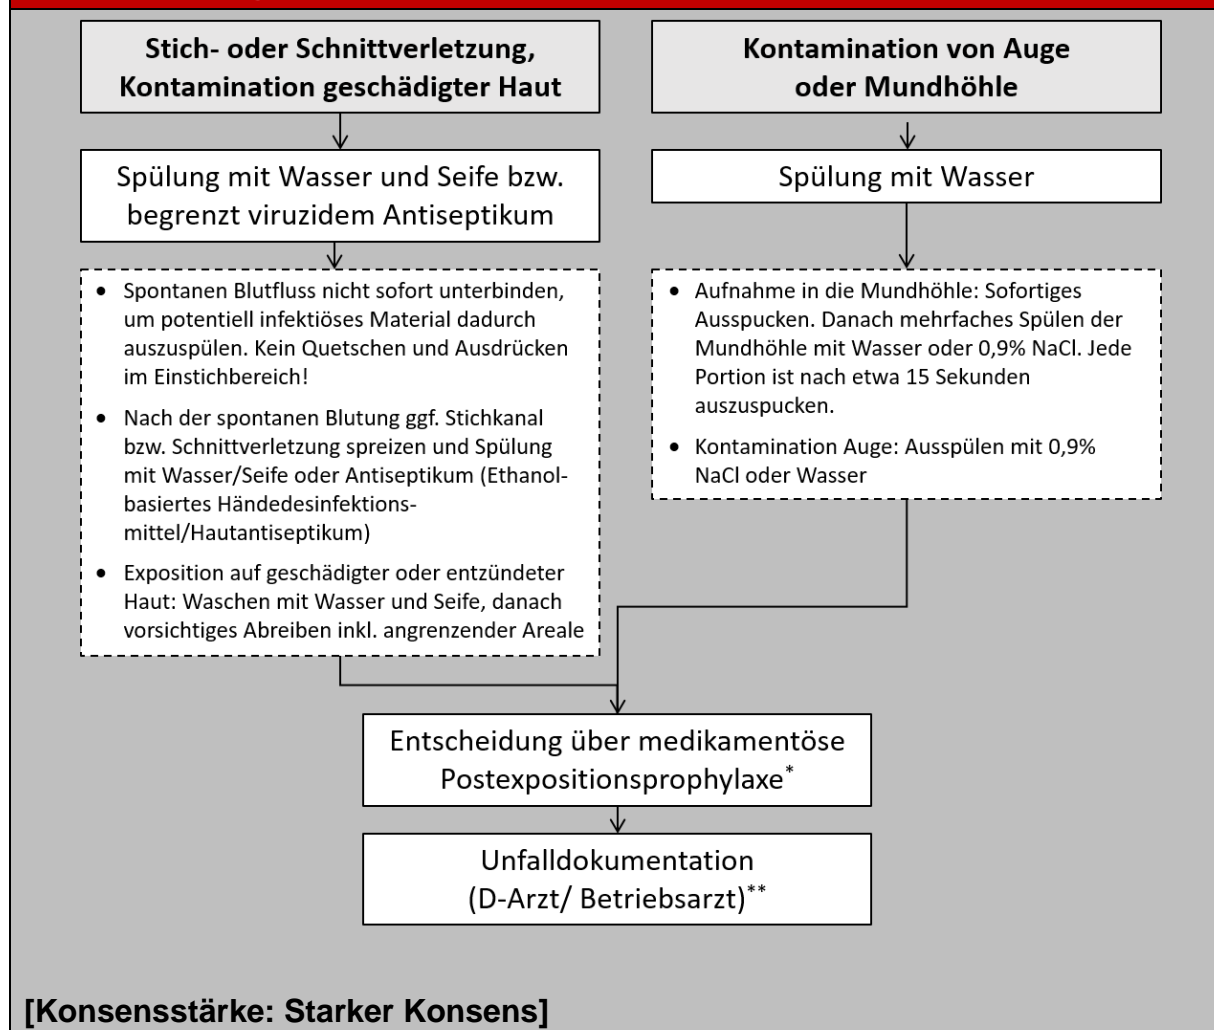 Stich- oder Schnittverletzung,
Kontamination geschädigter Haut
Spülung mit Wasser und Seife bzw.
begrenzt viruzidem Antiseptikum
• Spontanen Blutfluss nicht sofort unterbinden,
um potentiell infektiöses Material dadurch
auszuspülen. Kein Quetschen und Ausdrücken
im Einstichbereich!
• Nach der spontanen Blutung ggf. Stichkanal
bzw. Schnittverletzung spreizen und Spülung
mit Wasser/Seife oder Antiseptikum (Ethanol-
basiertes Händedesinfektions-
mittel/Hautantiseptikum)
• Exposition auf geschädigter oder entzündeter
Haut: Waschen mit Wasser und Seife, danach
vorsichtiges Abreiben inkl. angrenzender Areale
Kontamination von Auge
oder Mundhöhle
Spülung mit Wasser
• Aufnahme in die Mundhöhle: Sofortiges
Ausspucken. Danach mehrfaches Spülen der
Mundhöhle mit Wasser oder 0,9% NaCl. Jede
Portion ist nach etwa 15 Sekunden
auszuspucken.
• Kontamination Auge: Ausspülen mit 0,9%
NaCl oder Wasser
Entscheidung über medikamentöse
Postexpositionsprophylaxe*
Unfalldokumentation
(D-Arzt/ Betriebsarzt)**
[Konsensstärke: Starker Konsens]